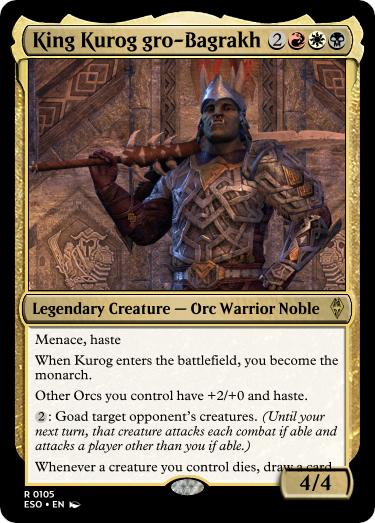 King Kurog gro-Bagrakh 2
Legendary Creature — Orc Warrior Noble
Menace, haste
When Kurog enters the battlefield, you become the
monarch.
Other Orcs you control have +2/+0 and haste.
2: Goad target opponent's creatures. (Until your
next turn, that creature attacks each combat if able and
attacks a player other than you if able.)
Whenever a creature you control dies, draw a card.
4/4
R 0105
ESO • EN